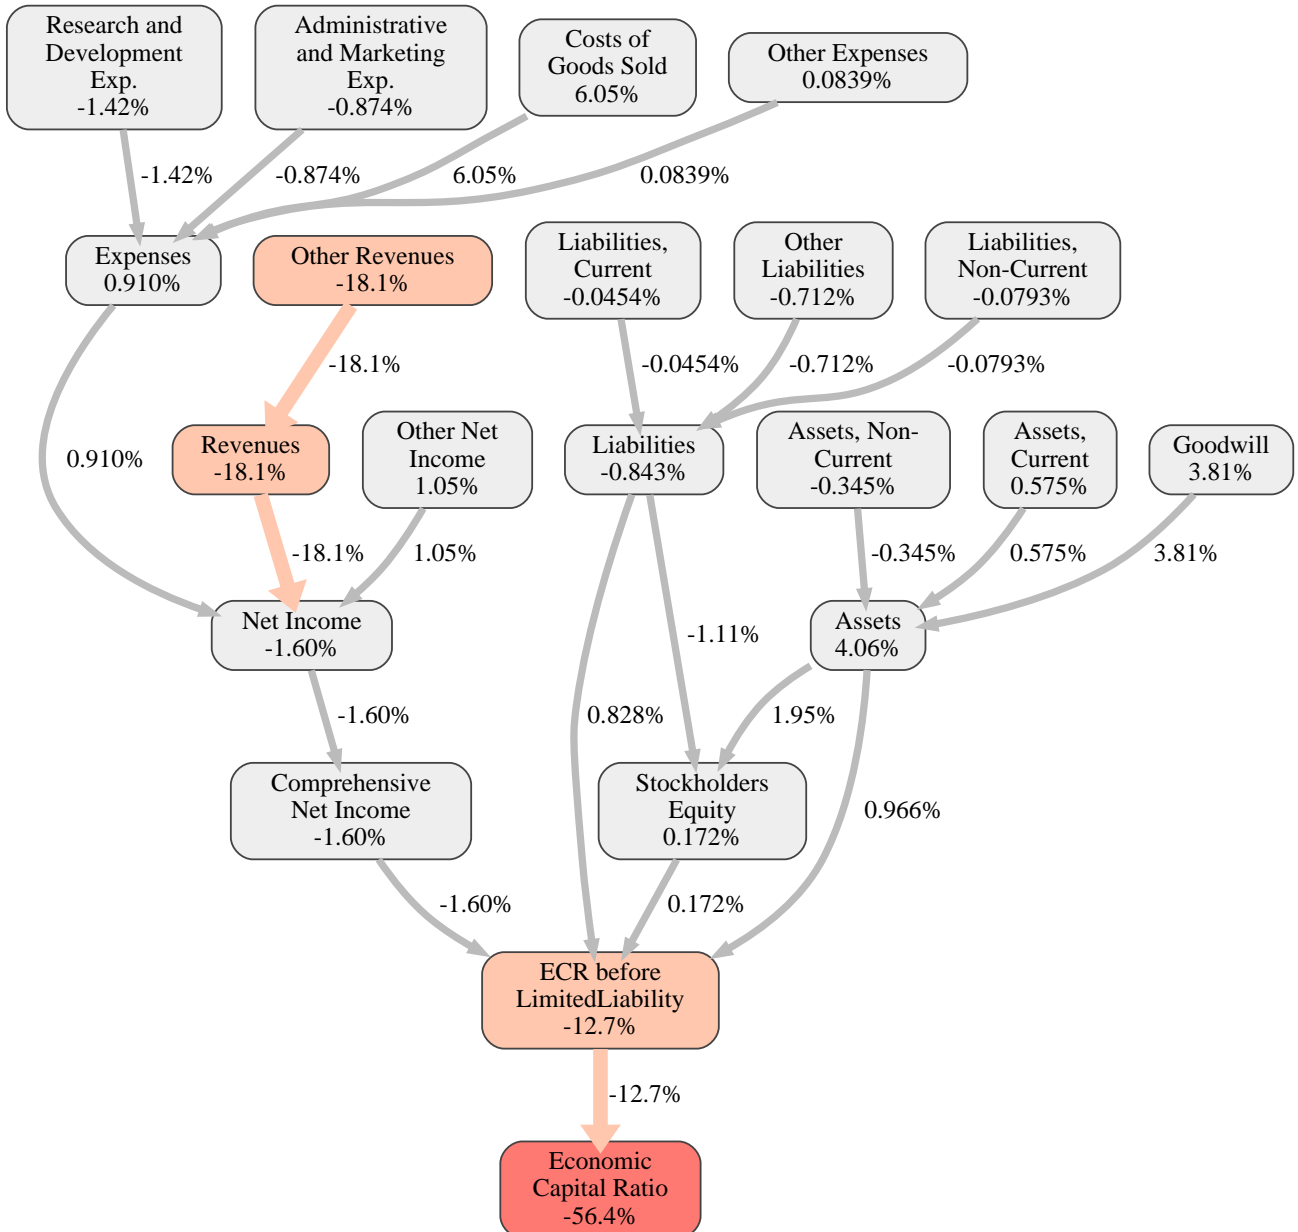 Research and
Development
Exp.
-1.42%
Administrative
and Marketing
Exp.
-0.874%
Costs of
Goods Sold
6.05%
Other Expenses
0.0839%
-1.42%
-0.874%
6.05%
0.0839%
Expenses
0.910%
Other Revenues
-18.1%
Liabilities,
Current
-0.0454%
Other
Liabilities
-0.712%
Liabilities,
Non-Current
-0.0793%
-18.1%
-0.0454%
-0.712%
-0.0793%
0.910%
Revenues
-18.1%
Other Net
Income
1.05%
Liabilities
-0.843%
Assets, Non-
Current
-0.345%
Assets,
Current
0.575%
Goodwill
3.81%
-18.1%
1.05%
-0.345%
0.575%
3.81%
Net Income
-1.60%
-1.11%
Assets
4.06%
-1.60%
0.828%
1.95%
Comprehensive
Net Income
-1.60%
Stockholders
Equity
0.172%
0.966%
-1.60%
0.172%
ECR before
LimitedLiability
-12.7%
-12.7%
Economic
Capital Ratio
-56.4%